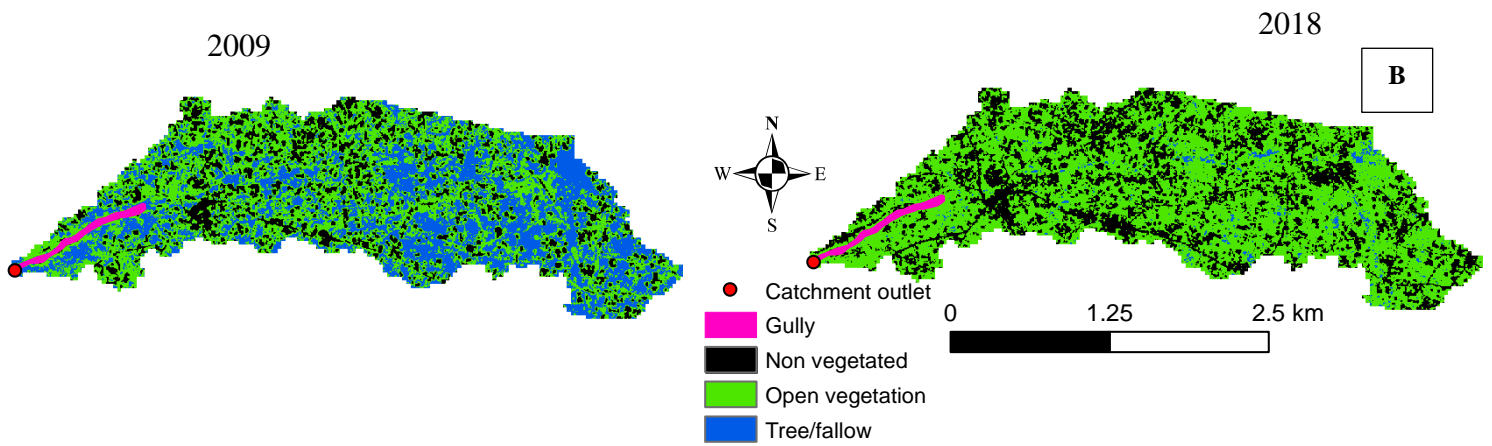 2009
2018
B
N
W E
S
Catchment outlet
Gully
Non vegetated
Open vegetation
Tree/fallow
0 1.25 2.5 km